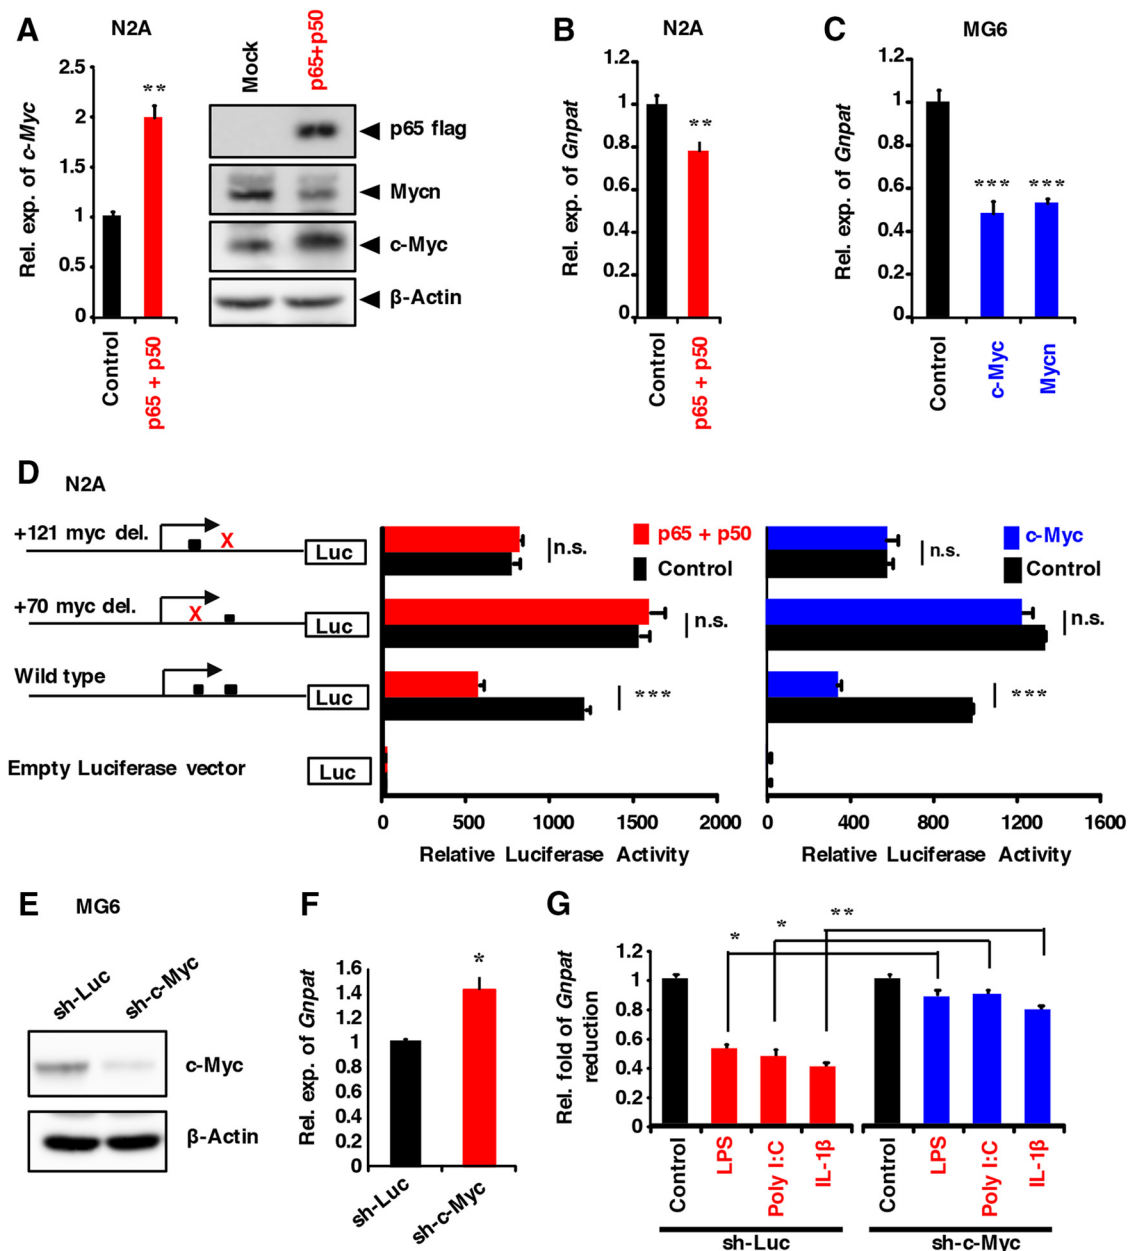 A
N2A
Rel. exp. of c-Myc
2.5
2
1.5
1
0.5
0
**
Control
p65 + p50
Mock
p65+p50
p65 flag
Mycn
c-Myc
β-Actin
B
N2A
Rel. exp. of Gnpat
1.2
1
0.8
0.6
0.4
0.2
0
**
Control
p65 + p50
C
MG6
Rel. exp. of Gnpat
1.2
1
0.8
0.6
0.4
0.2
0
***
***
Control
c-Myc
Mycn
D
N2A
+121 myc del.
X
Luc
+70 myc del.
X
Luc
Wild type
Luc
Empty Luciferase vector
Luc
p65 + p50
Control
n.s.
n.s.
***
0 500 1000 1500 2000
Relative Luciferase Activity
c-Myc
Control
n.s.
n.s.
***
0 400 800 1200 1600
Relative Luciferase Activity
E
MG6
sh-Luc
sh-c-Myc
c-Myc
β-Actin
F
Rel. exp. of Gnpat
1.6
1.4
1.2
1
0.8
0.6
0.4
0.2
0
*
sh-Luc
sh-c-Myc
G
Rel. fold of Gnpat
reduction
1.2
1
0.8
0.6
0.4
0.2
0
*
*
**
Control
LPS
Poly I:C
IL-1β
sh-Luc
Control
LPS
Poly I:C
IL-1β
sh-c-Myc